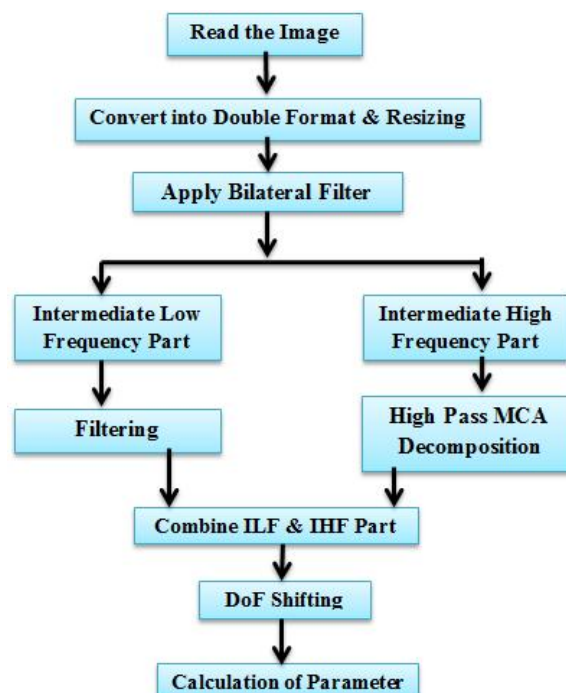 Read the Image
Convert into Double Format & Resizing
Apply Bilateral Filter
Intermediate Low
Frequency Part
Intermediate High
Frequency Part
Filtering
High Pass MCA
Decomposition
Combine ILF & IHF Part
DoF Shifting
Calculation of Parameter